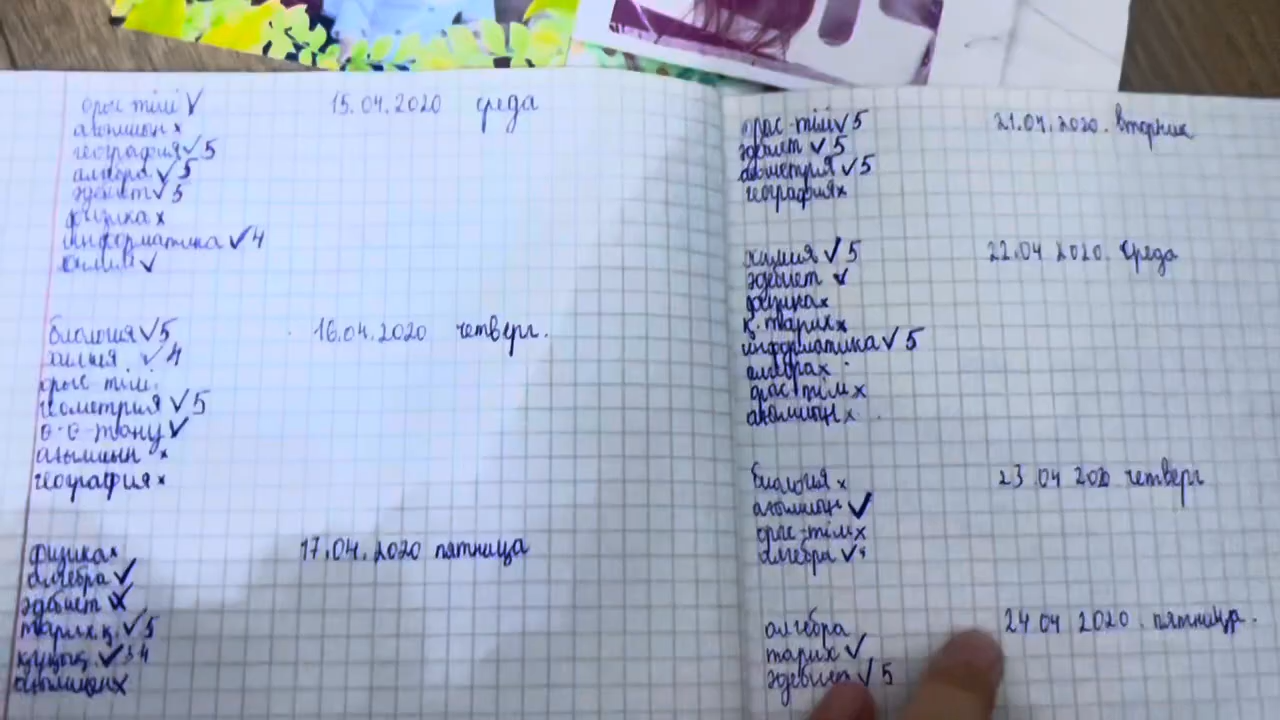 орыс тілі ✓ 15.04.2020 среда
ағылшын x
география ✓ 5
алгебра ✓ 5
әдебиет ✓ 5
физика x
информатика ✓ 4
химия ✓
биология ✓ 5 16.04.2020 четверг.
химия ✓ 4
орыс тілі
геометрия ✓ 5
ө-ө-тану ✓
ағылшын x
география x
физика x 17.04.2020 пятница
алгебра ✓
әдебиет x
тарих қ. ✓ 5
құқық ✓ 4
ағылшын x
орыс-тілі ✓ 5 21.04.2020. вторник
әдебиет ✓ 5
геометрия ✓ 5
география x
химия ✓ 5 22.04 2020. среда
әдебиет ✓
физика x
қ. тарих x
информатика ✓ 5
алгебра x
орыс-тілі x
ағылшын x
биология x 23.04 2020 четверг
ағылшын ✓
орыс-тілі x
алгебра ✓
алгебра 24 04 2020. пятница.
тарих ✓
әдебиет ✓ 5